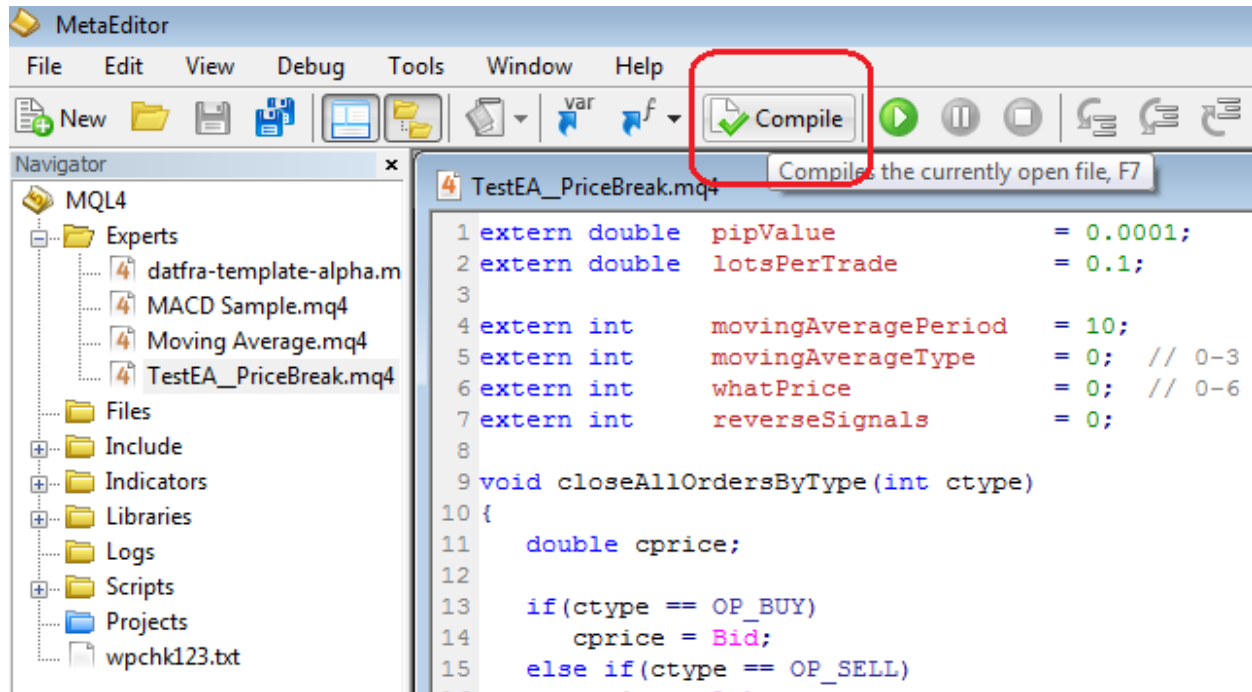 MetaEditor
File Edit View Debug Tools Window Help
New var f Compile
Compiles the currently open file, F7
Navigator x
MQL4
Experts
datfra-template-alpha.m
MACD Sample.mq4
Moving Average.mq4
TestEA__PriceBreak.mq4
Files
Include
Indicators
Libraries
Logs
Scripts
Projects
wpchk123.txt
4 TestEA__PriceBreak.mq4
1 extern double pipValue = 0.0001;
2 extern double lotsPerTrade = 0.1;
3
4 extern int movingAveragePeriod = 10;
5 extern int movingAverageType = 0; // 0-3
6 extern int whatPrice = 0; // 0-6
7 extern int reverseSignals = 0;
8
9 void closeAllOrdersByType(int ctype)
10 {
11 double cprice;
12
13 if(ctype == OP_BUY)
14 cprice = Bid;
15 else if(ctype == OP_SELL)